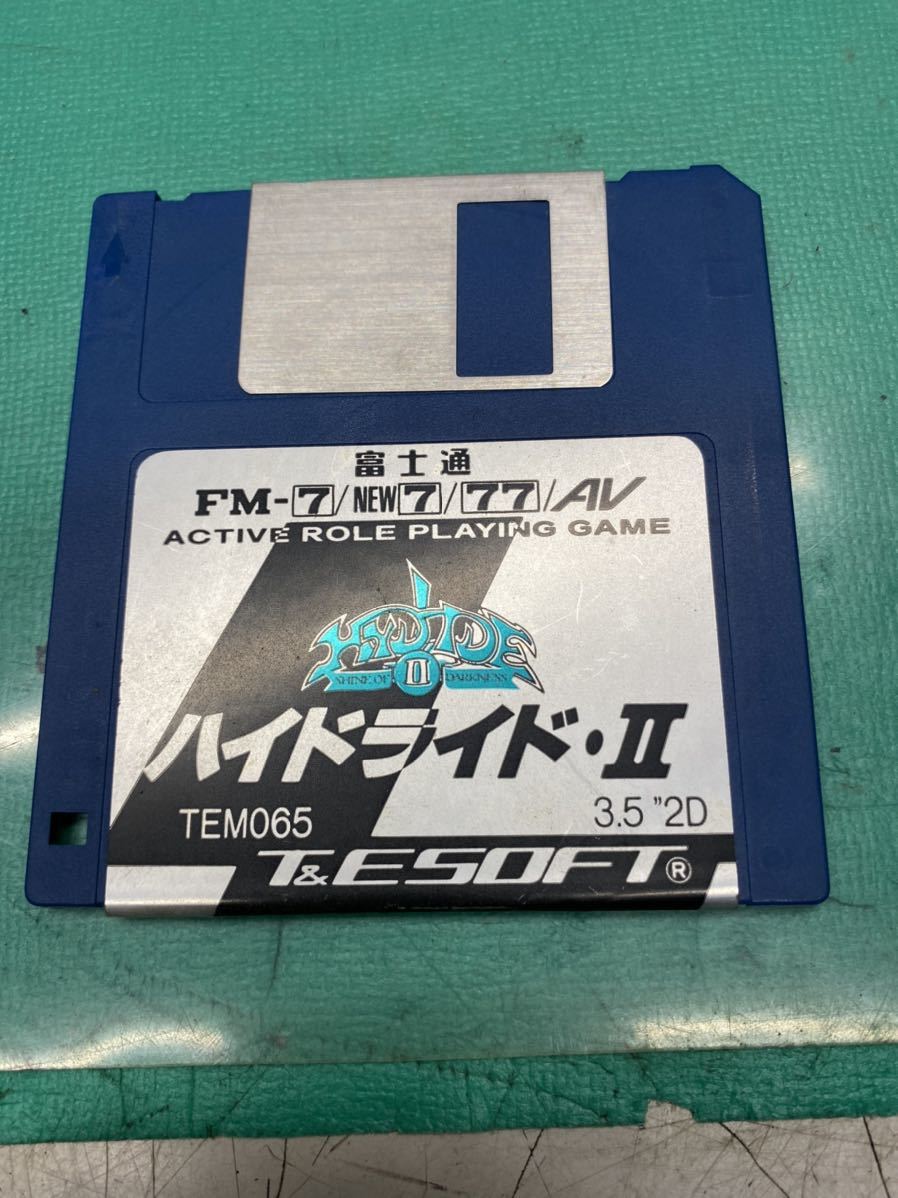 富士通
FM-7/NEW7/77/AV
ACTIVE ROLE PLAYING GAME
HYDLIDE
SHINE OF II DARKNESS
ハイドライド・II
TEM065 3.5"2D
T&ESOFT®